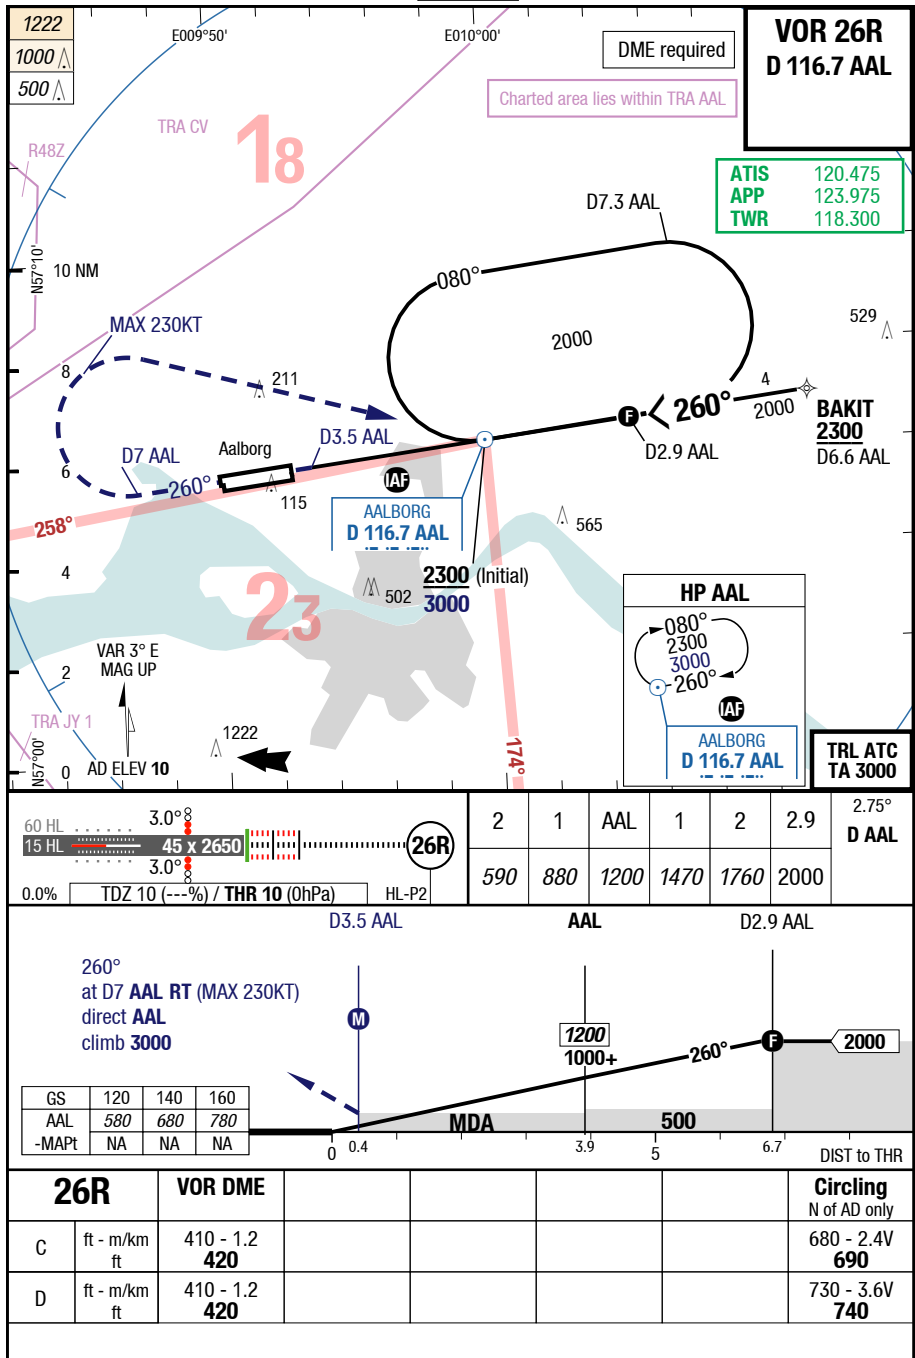 1222
1000
500
E009°50'
E010°00'
DME required
VOR 26R
D 116.7 AAL
Charted area lies within TRA AAL
TRA CV
18
R48Z
ATIS 120.475
APP 123.975
TWR 118.300
D7.3 AAL
N57°10'
10 NM
080°
MAX 230KT
2000
529
8
211
4
260°
2000
BAKIT
2300
D6.6 AAL
F
D2.9 AAL
Aalborg
D3.5 AAL
D7 AAL
6
260°
IAF
115
AALBORG
D 116.7 AAL
258°
565
4
2300 (Initial)
3000
502
23
HP AAL
080°
2300
3000
260°
IAF
AALBORG
D 116.7 AAL
VAR 3° E
MAG UP
2
TRA JY 1
1222
174°
N57°00'
0
AD ELEV 10
TRL ATC
TA 3000
60 HL
15 HL
3.0°
45 x 2650
3.0°
26R
0.0%
TDZ 10 (---%) / THR 10 (0hPa)
HL-P2
2 1 AAL 1 2 2.9 2.75°
D AAL
590 880 1200 1470 1760 2000
D3.5 AAL
AAL
D2.9 AAL
260°
at D7 AAL RT (MAX 230KT)
direct AAL
climb 3000
M
1200
1000+
260°
F
2000
GS 120 140 160
AAL 580 680 780
-MAPt NA NA NA
MDA
500
0 0.4 3.9 5 6.7
DIST to THR
26R VOR DME Circling
N of AD only
C ft - m/km 410 - 1.2 680 - 2.4V
ft 420 690
D ft - m/km 410 - 1.2 730 - 3.6V
ft 420 740